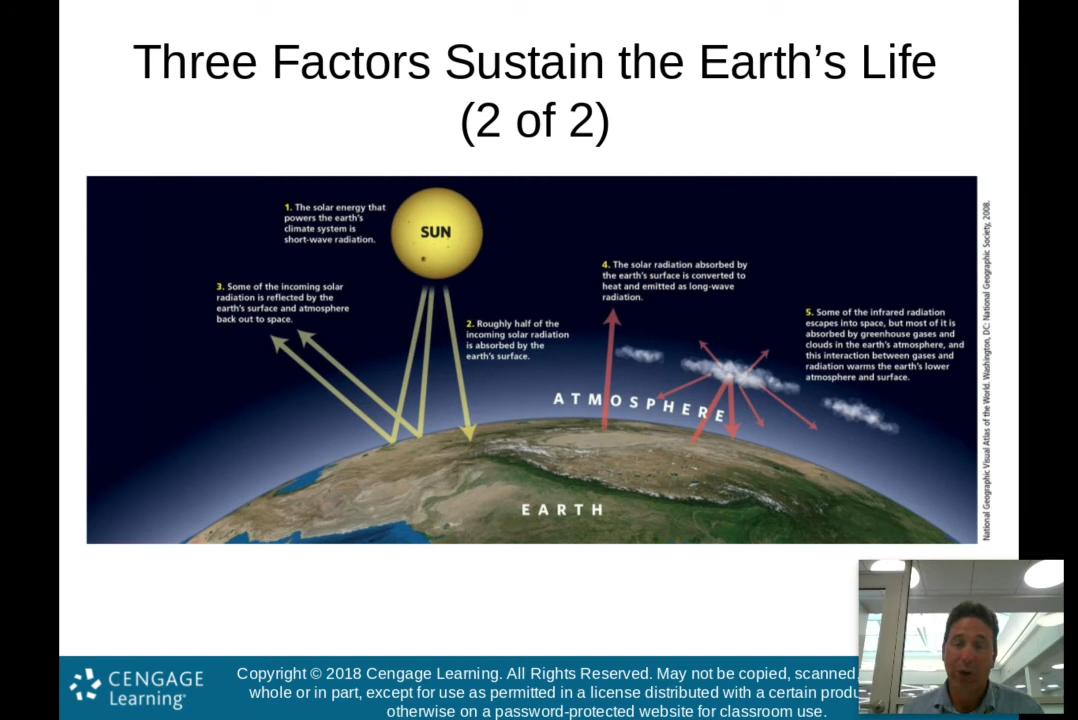 Three Factors Sustain the Earth’s Life
(2 of 2)
1. The solar energy that
powers the earth's
climate system is
short-wave radiation.
SUN
3. Some of the incoming solar
radiation is reflected by the
earth's surface and atmosphere
back out to space.
2. Roughly half of the
incoming solar radiation
is absorbed by the
earth's surface.
4. The solar radiation absorbed by
the earth's surface is converted to
heat and emitted as long-wave
radiation.
5. Some of the infrared radiation
escapes into space, but most of it is
absorbed by greenhouse gases and
clouds in the earth's atmosphere, and
this interaction between gases and
radiation warms the earth's lower
atmosphere and surface.
ATMOSPHERE
EARTH
National Geographic Visual Atlas of the World. Washington, DC: National Geographic Society, 2008.
CENGAGE
Learning
Copyright © 2018 Cengage Learning. All Rights Reserved. May not be copied, scanned,
whole or in part, except for use as permitted in a license distributed with a certain
otherwise on a password-protected website for classroom use.